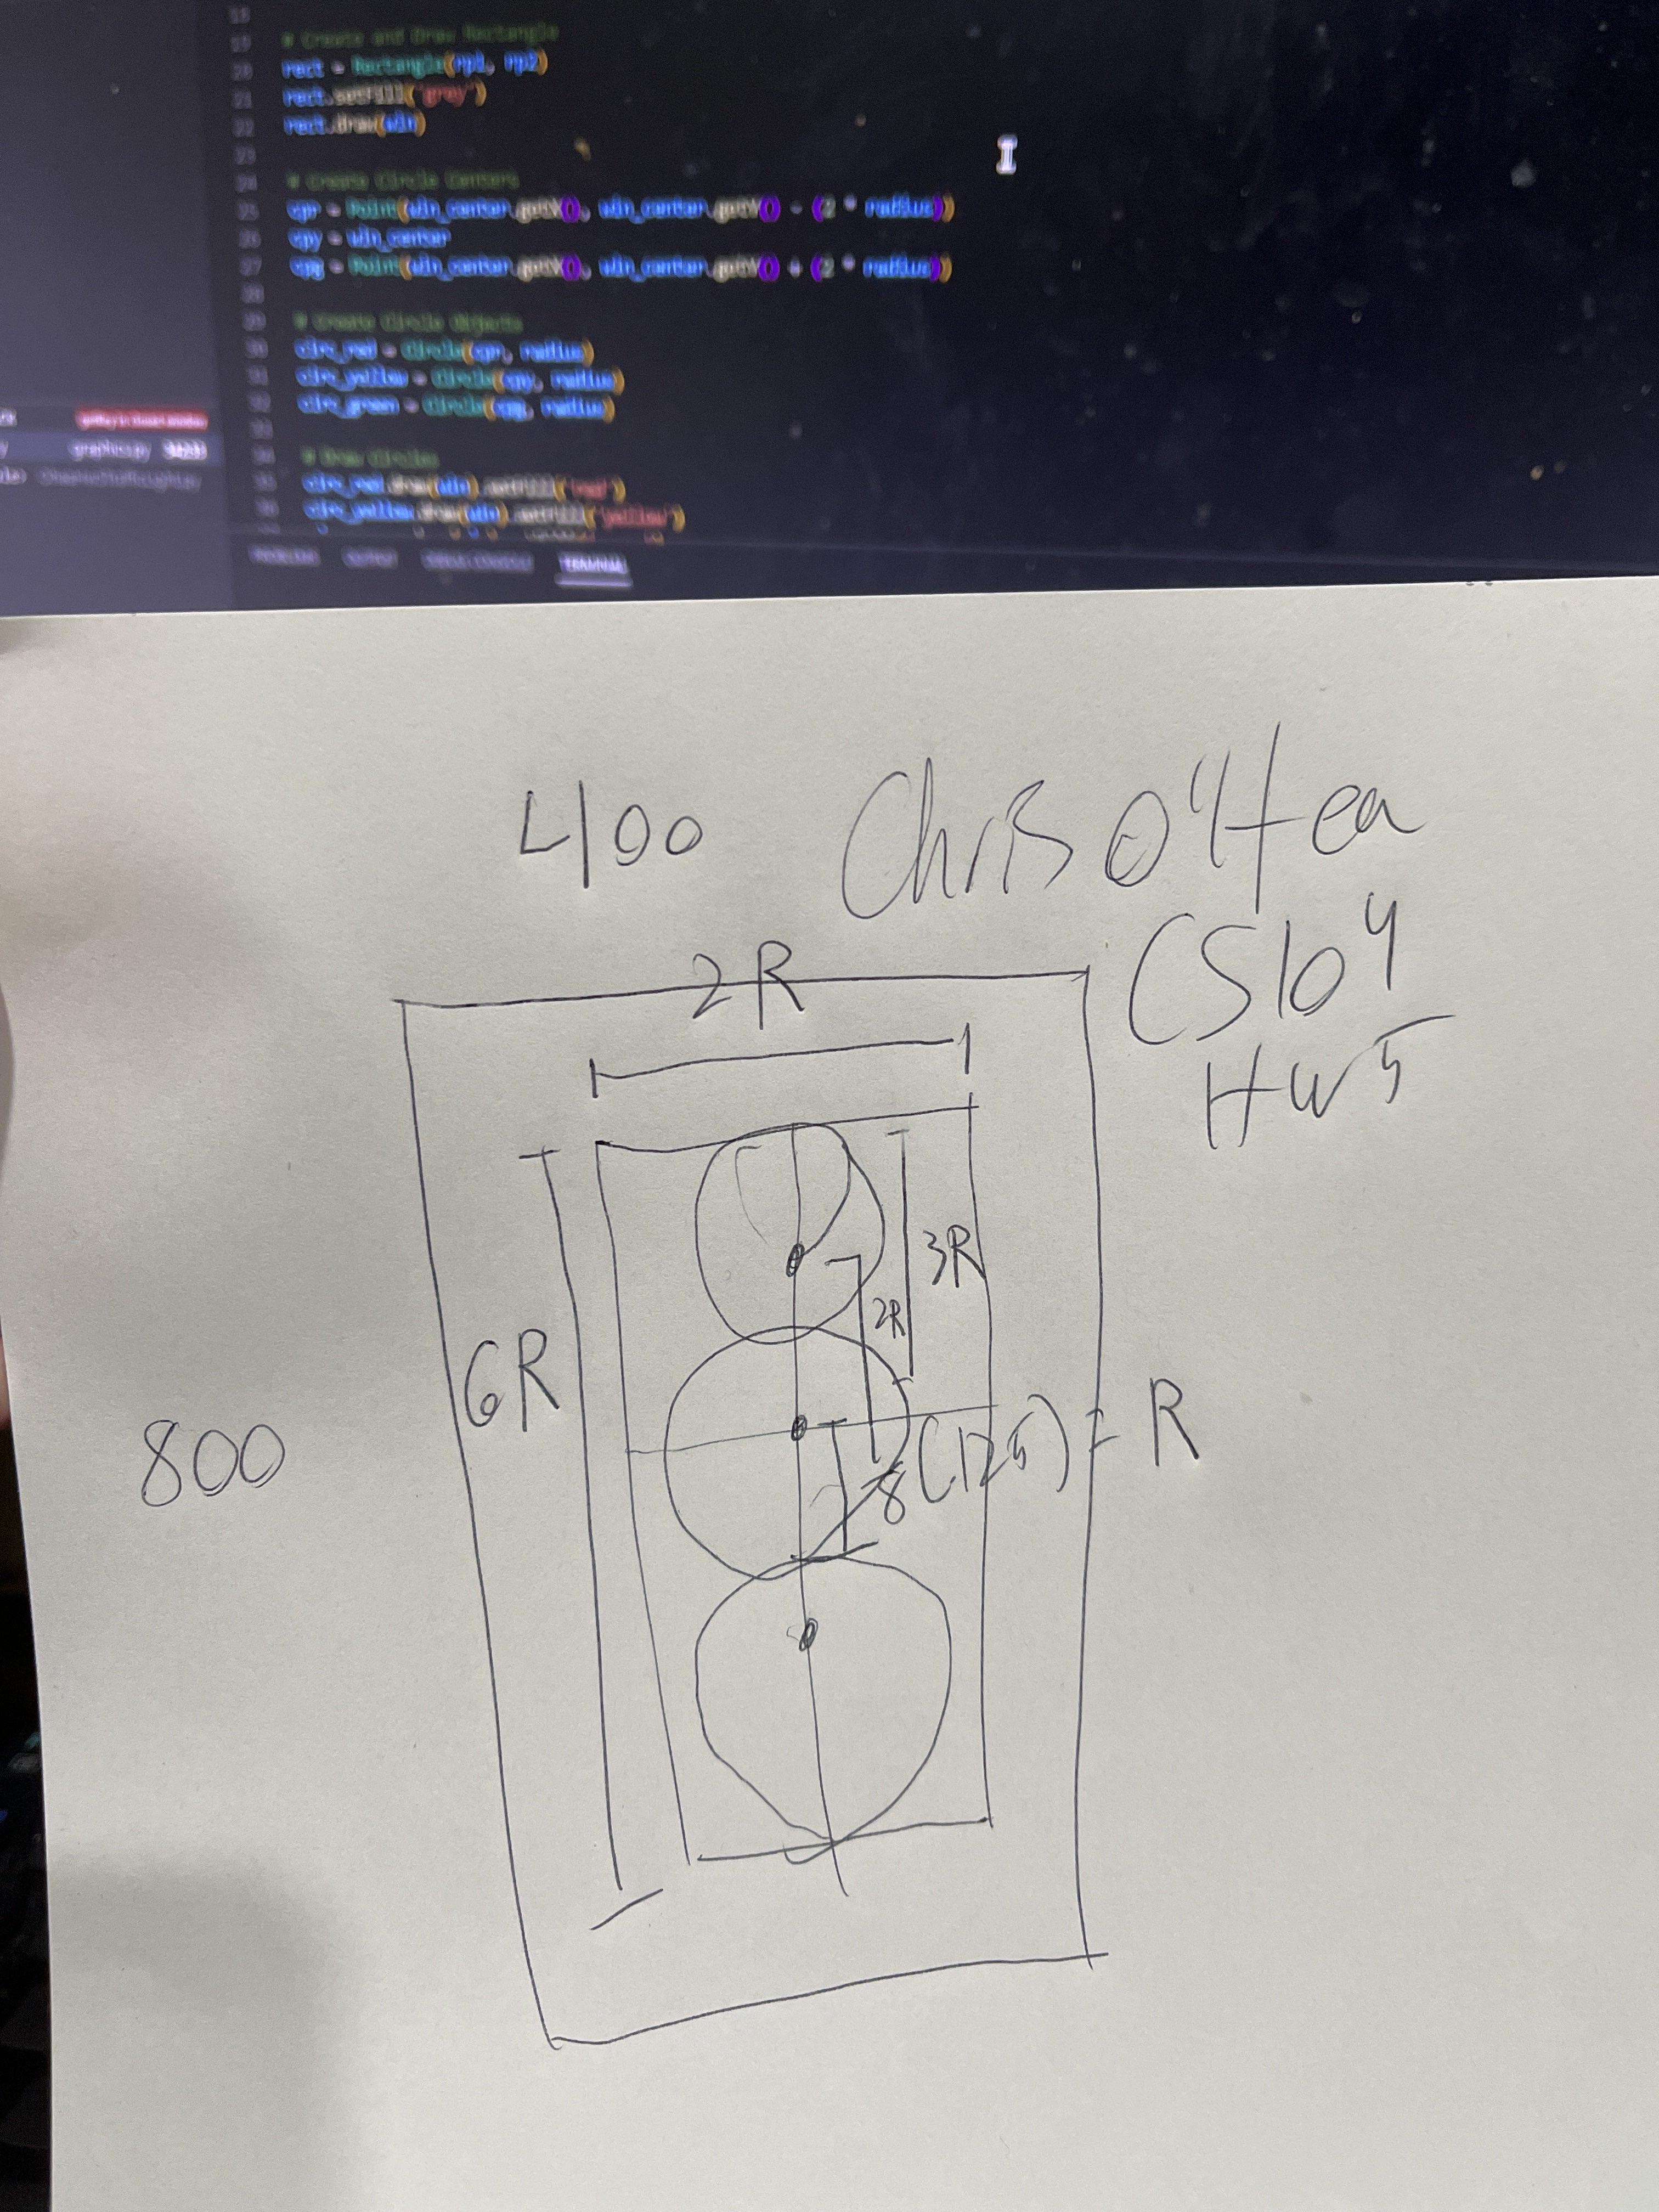 18
19 # Create and Draw Rectangle
20 rect = Rectangle(rp1, rp2)
21 rect.setFill('grey')
22 rect.draw(win)
23
24 # Create Circle Centers
25 cpr = Point(win_center.getX(), win_center.getY() - (2 * radius))
26 cpy = win_center
27 cpg = Point(win_center.getX(), win_center.getY() + (2 * radius))
28
29 # Create Circle Objects
30 circ_red = Circle(cpr, radius)
31 circ_yellow = Circle(cpy, radius)
32 circ_green = Circle(cpg, radius)
33
34 # Draw Circles
35 circ_red.draw(win).setFill('red')
36 circ_yellow.draw(win).setFill('yellow')
graphics.py
PROBLEMS OUTPUT DEBUG CONSOLE TERMINAL
400 Chris O'Hea
CS104
HW5
2R
3R
2R
6R
800
8(125) = R